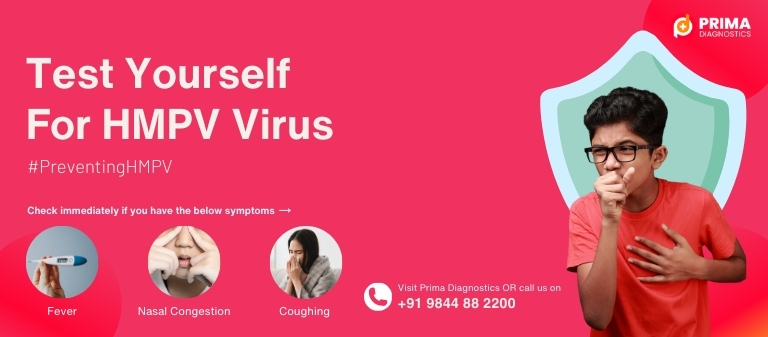 PRIMA
DIAGNOSTICS
Test Yourself
For HMPV Virus
#PreventingHMPV
Check immediately if you have the below symptoms →
Fever
Nasal Congestion
Coughing
Visit Prima Diagnostics OR call us on
+91 9844 88 2200